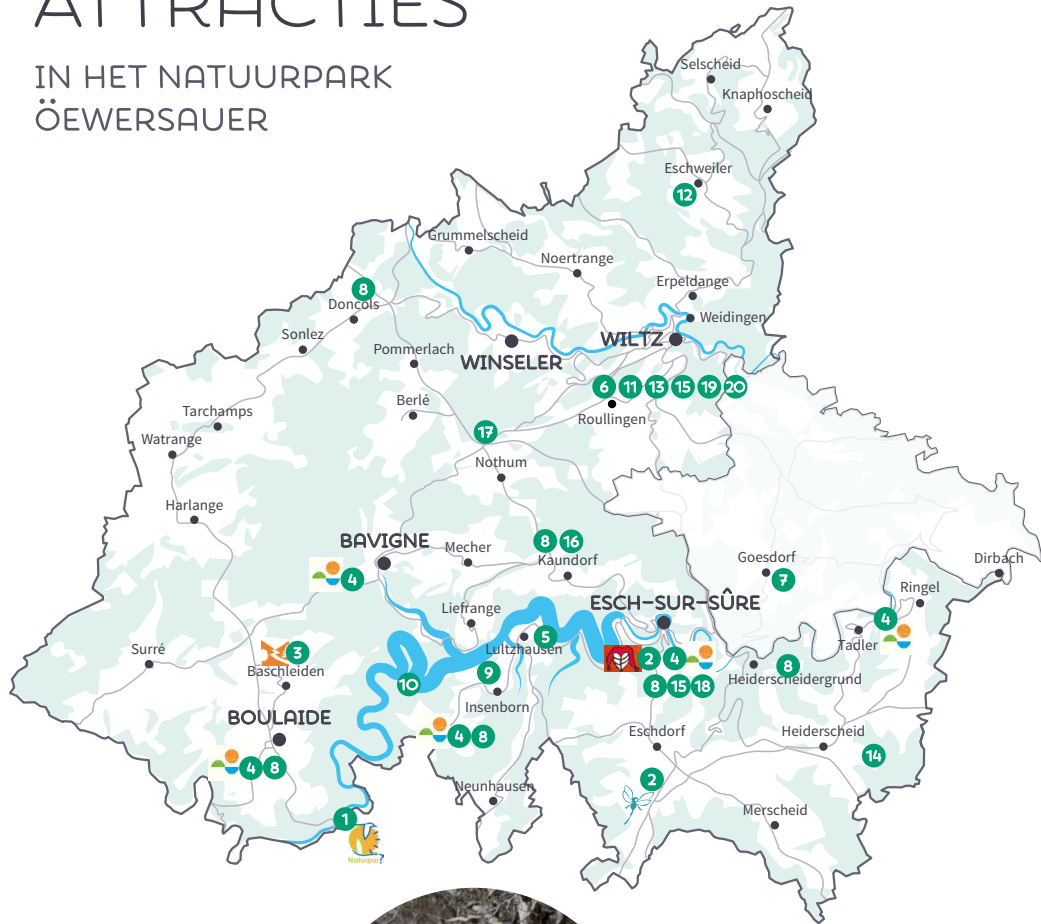 ATTRACTIES
IN HET NATUURPARK
ÖEWERSAUER
Selscheid
Knaphoscheid
Eschweiler
12
Grummelscheid
Noertrange
Erpeldange
8
Doncols
Weidingen
Sonlez
WILTZ
Pommerlach
WINSELER
6 11 13 15 19 20
Berlé
Tarchamps
Roullingen
17
Watrange
Nothum
Harlange
BAVIGNE
8 16
Mecher
Kaundorf
Goesdorf
Dirbach
4
7
Ringel
Liefrange
ESCH-SUR-SÛRE
4
5
Tadler
Surré
3
Lultzhausen
2 4
8
Baschleiden
9
Heiderscheidergrund
10
8 15 18
Insenborn
BOULAIDE
4 8
Eschdorf
Heiderscheid
14
4 8
2
Neunhausen
Merscheid
1
Naturpur?